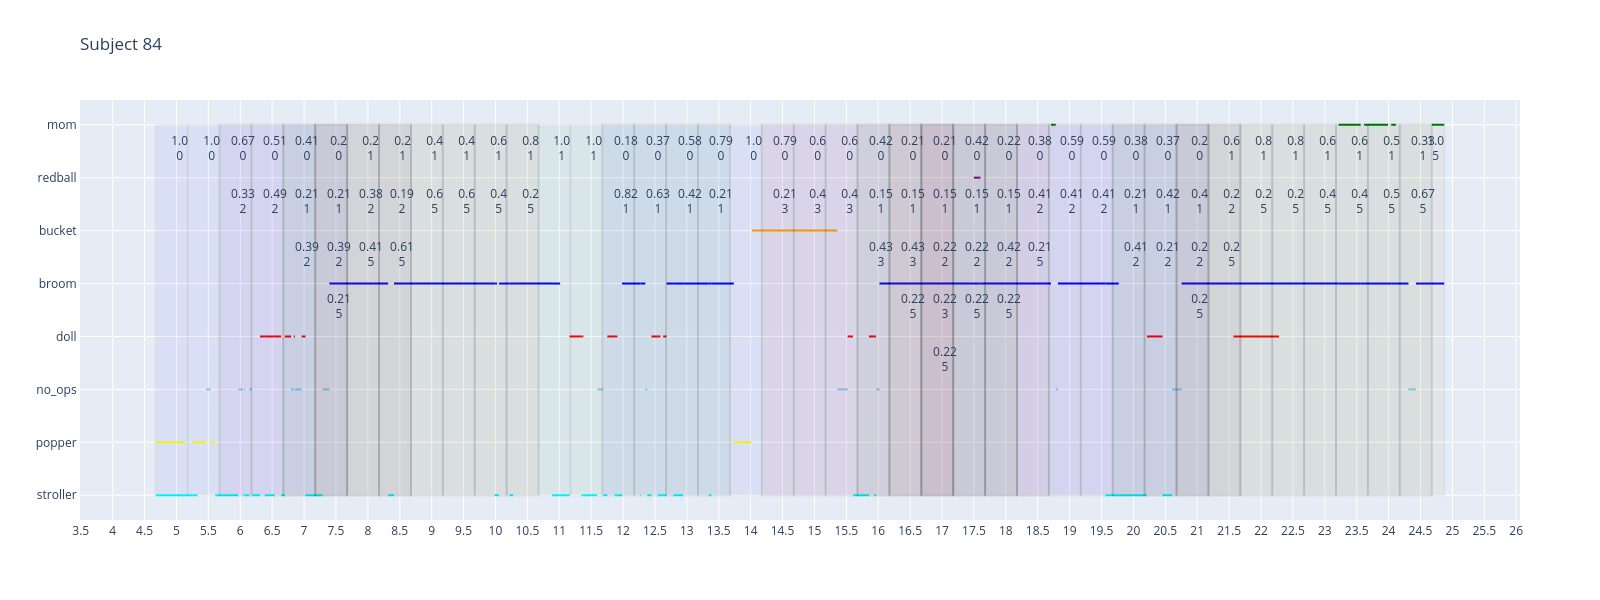 Subject 84
mom
1.0 1.0 0.67 0.51 0.41 0.2 0.2 0.2 0.4 0.4 0.6 0.8 1.0 1.0 0.18 0.37 0.58 0.79 1.0 0.79 0.6 0.6 0.42 0.21 0.21 0.42 0.22 0.38 0.59 0.59 0.38 0.37 0.2 0.6 0.8 0.8 0.6 0.6 0.5
0 0 0 0 0 0 1 1 1 1 1 1 1 1 0 0 0 0 0 0 0 0 0 0 0 0 0 0 0 0 0 0 0 1 1 1 1 1 1 1 5
redball
0.33 0.49 0.21 0.21 0.38 0.19 0.6 0.6 0.4 0.2 0.82 0.63 0.42 0.21 0.21 0.4 0.4 0.15 0.15 0.15 0.15 0.15 0.41 0.41 0.41 0.21 0.42 0.4 0.2 0.2 0.2 0.4 0.4 0.5 0.67
2 2 1 1 2 2 5 5 5 5 1 1 1 1 3 3 3 1 1 1 1 1 2 2 2 1 1 1 2 5 5 5 5 5 5
bucket
0.39 0.39 0.41 0.61 0.43 0.43 0.22 0.22 0.42 0.21 0.41 0.21 0.2 0.2
2 2 5 5 3 3 2 2 2 5 2 2 2 5
broom
0.21 0.22 0.22 0.22 0.22 0.2
5 5 3 5 5 5
doll
0.22
5
no_ops
popper
stroller
3.5 4 4.5 5 5.5 6 6.5 7 7.5 8 8.5 9 9.5 10 10.5 11 11.5 12 12.5 13 13.5 14 14.5 15 15.5 16 16.5 17 17.5 18 18.5 19 19.5 20 20.5 21 21.5 22 22.5 23 23.5 24 24.5 25 25.5 26